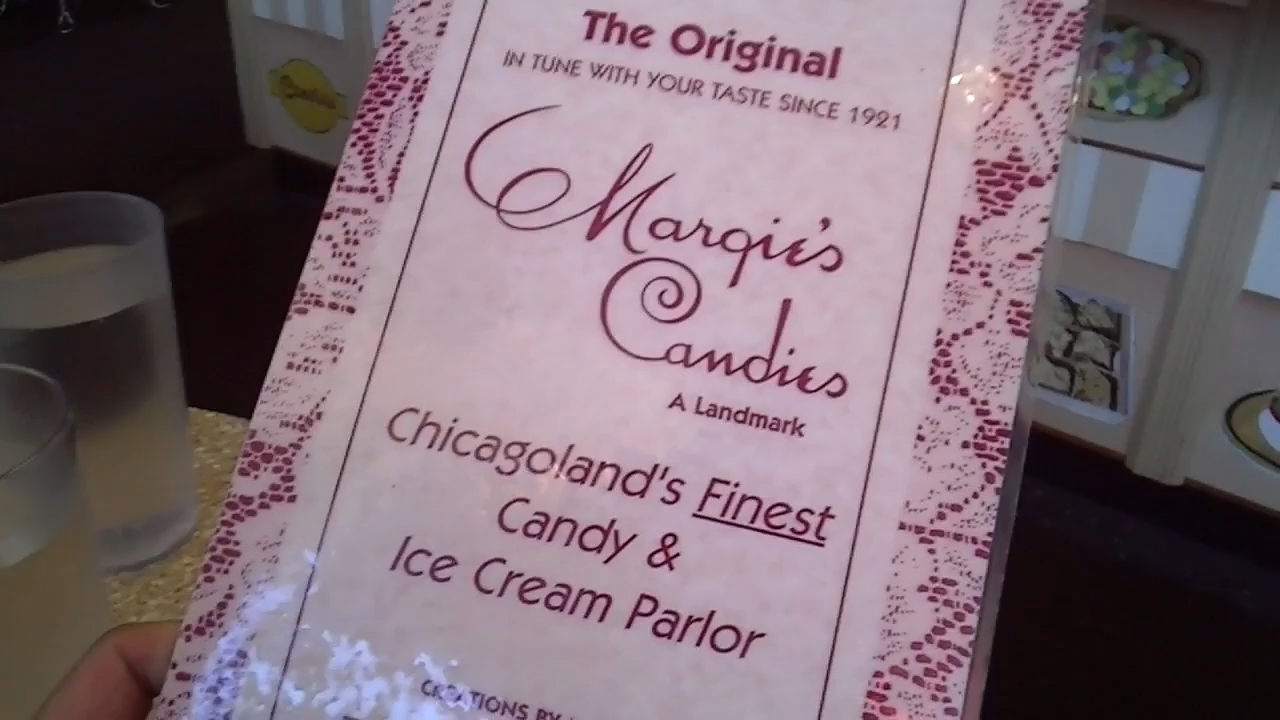 The Original
IN TUNE WITH YOUR TASTE SINCE 1921
Margie's
Candies
A Landmark
Chicagoland's Finest
Candy &
Ice Cream Parlor
CREATIONS BY